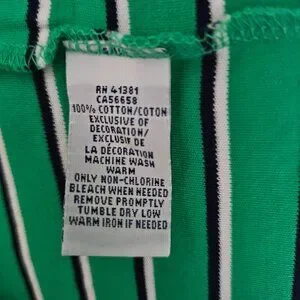 RN 41381
CA56658
100% COTTON/COTON
EXCLUSIVE OF
DECORATION/
EXCLUSIF DE
LA DÉCORATION
MACHINE WASH
WARM
ONLY NON-CHLORINE
BLEACH WHEN NEEDED
REMOVE PROMPTLY
TUMBLE DRY LOW
WARM IRON IF NEEDED